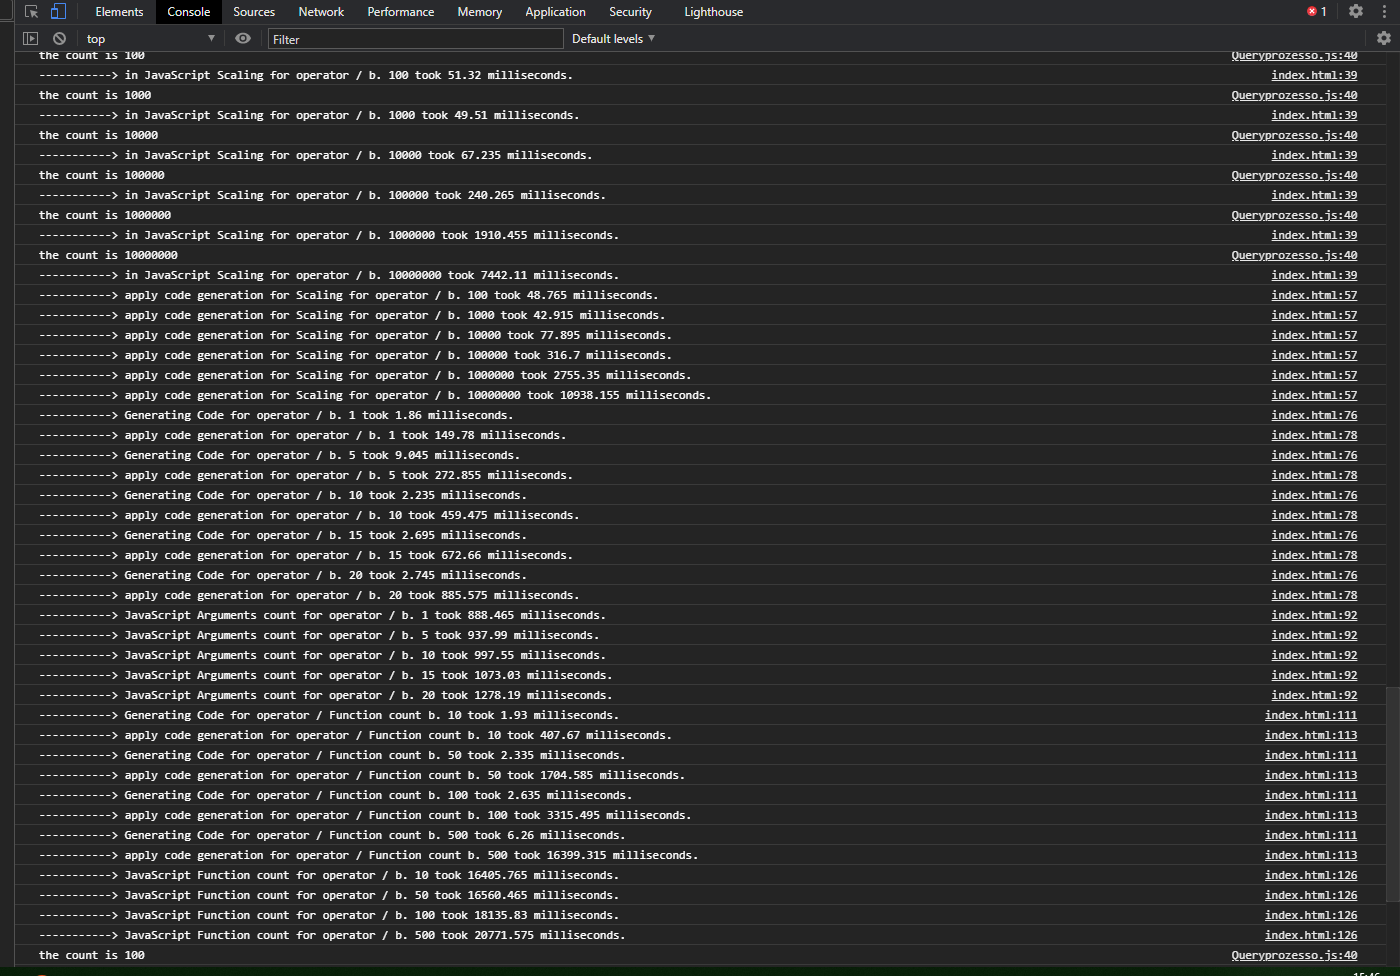 Elements Console Sources Network Performance Memory Application Security Lighthouse 1
top Filter Default levels
the count is 100 Queryprozesso.js:40
-----------> in JavaScript Scaling for operator / b. 100 took 51.32 milliseconds. index.html:39
the count is 1000 Queryprozesso.js:40
-----------> in JavaScript Scaling for operator / b. 1000 took 49.51 milliseconds. index.html:39
the count is 10000 Queryprozesso.js:40
-----------> in JavaScript Scaling for operator / b. 10000 took 67.235 milliseconds. index.html:39
the count is 100000 Queryprozesso.js:40
-----------> in JavaScript Scaling for operator / b. 100000 took 240.265 milliseconds. index.html:39
the count is 1000000 Queryprozesso.js:40
-----------> in JavaScript Scaling for operator / b. 1000000 took 1910.455 milliseconds. index.html:39
the count is 10000000 Queryprozesso.js:40
-----------> in JavaScript Scaling for operator / b. 10000000 took 7442.11 milliseconds. index.html:39
-----------> apply code generation for Scaling for operator / b. 100 took 48.765 milliseconds. index.html:57
-----------> apply code generation for Scaling for operator / b. 1000 took 42.915 milliseconds. index.html:57
-----------> apply code generation for Scaling for operator / b. 10000 took 77.895 milliseconds. index.html:57
-----------> apply code generation for Scaling for operator / b. 100000 took 316.7 milliseconds. index.html:57
-----------> apply code generation for Scaling for operator / b. 1000000 took 2755.35 milliseconds. index.html:57
-----------> apply code generation for Scaling for operator / b. 10000000 took 10938.155 milliseconds. index.html:57
-----------> Generating Code for operator / b. 1 took 1.86 milliseconds. index.html:76
-----------> apply code generation for operator / b. 1 took 149.78 milliseconds. index.html:78
-----------> Generating Code for operator / b. 5 took 9.045 milliseconds. index.html:76
-----------> apply code generation for operator / b. 5 took 272.855 milliseconds. index.html:78
-----------> Generating Code for operator / b. 10 took 2.235 milliseconds. index.html:76
-----------> apply code generation for operator / b. 10 took 459.475 milliseconds. index.html:78
-----------> Generating Code for operator / b. 15 took 2.695 milliseconds. index.html:76
-----------> apply code generation for operator / b. 15 took 672.66 milliseconds. index.html:78
-----------> Generating Code for operator / b. 20 took 2.745 milliseconds. index.html:76
-----------> apply code generation for operator / b. 20 took 885.575 milliseconds. index.html:78
-----------> JavaScript Arguments count for operator / b. 1 took 888.465 milliseconds. index.html:92
-----------> JavaScript Arguments count for operator / b. 5 took 937.99 milliseconds. index.html:92
-----------> JavaScript Arguments count for operator / b. 10 took 997.55 milliseconds. index.html:92
-----------> JavaScript Arguments count for operator / b. 15 took 1073.03 milliseconds. index.html:92
-----------> JavaScript Arguments count for operator / b. 20 took 1278.19 milliseconds. index.html:92
-----------> Generating Code for operator / Function count b. 10 took 1.93 milliseconds. index.html:111
-----------> apply code generation for operator / Function count b. 10 took 407.67 milliseconds. index.html:113
-----------> Generating Code for operator / Function count b. 50 took 2.335 milliseconds. index.html:111
-----------> apply code generation for operator / Function count b. 50 took 1704.585 milliseconds. index.html:113
-----------> Generating Code for operator / Function count b. 100 took 2.635 milliseconds. index.html:111
-----------> apply code generation for operator / Function count b. 100 took 3315.495 milliseconds. index.html:113
-----------> Generating Code for operator / Function count b. 500 took 6.26 milliseconds. index.html:111
-----------> apply code generation for operator / Function count b. 500 took 16399.315 milliseconds. index.html:113
-----------> JavaScript Function count for operator / b. 10 took 16405.765 milliseconds. index.html:126
-----------> JavaScript Function count for operator / b. 50 took 16560.465 milliseconds. index.html:126
-----------> JavaScript Function count for operator / b. 100 took 18135.83 milliseconds. index.html:126
-----------> JavaScript Function count for operator / b. 500 took 20771.575 milliseconds. index.html:126
the count is 100 Queryprozesso.js:40